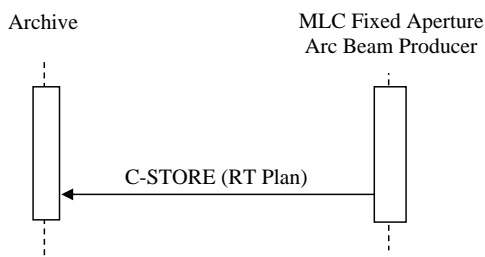 Archive
MLC Fixed Aperture
Arc Beam Producer
C-STORE (RT Plan)